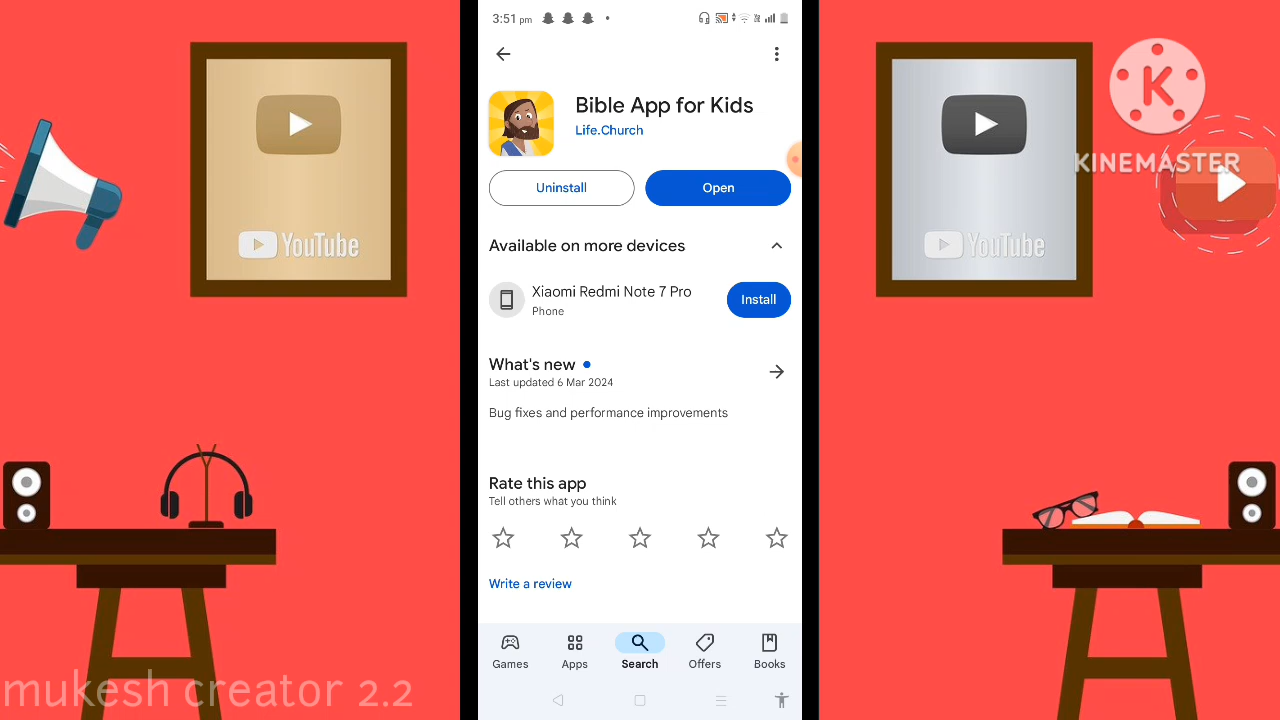 3:51 pm
Bible App for Kids
Life.Church
Uninstall
Open
Available on more devices
Xiaomi Redmi Note 7 Pro
Phone
Install
What's new
Last updated 6 Mar 2024
Bug fixes and performance improvements
Rate this app
Tell others what you think
Write a review
Games
Apps
Search
Offers
Books
YouTube
YouTube
K
KINEMASTER
mukesh creator 2.2